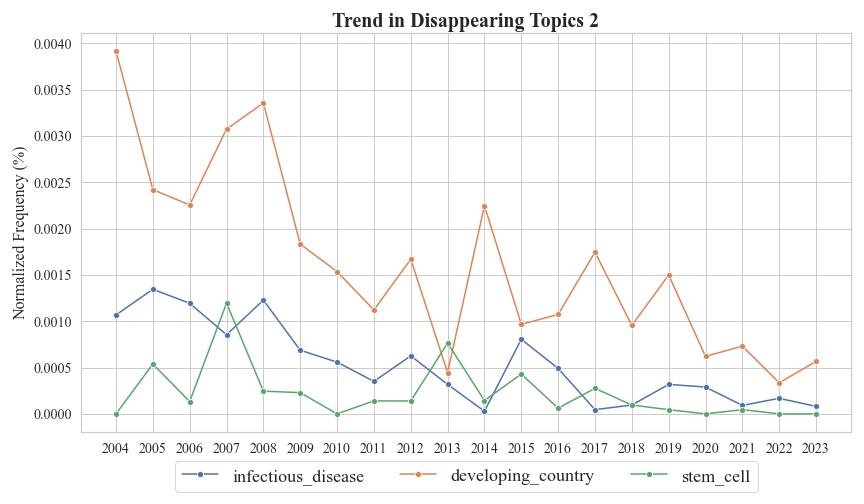 Trend in Disappearing Topics 2
Normalized Frequency (%)
0.0040
0.0035
0.0030
0.0025
0.0020
0.0015
0.0010
0.0005
0.0000
2004 2005 2006 2007 2008 2009 2010 2011 2012 2013 2014 2015 2016 2017 2018 2019 2020 2021 2022 2023
infectious_disease developing_country stem_cell